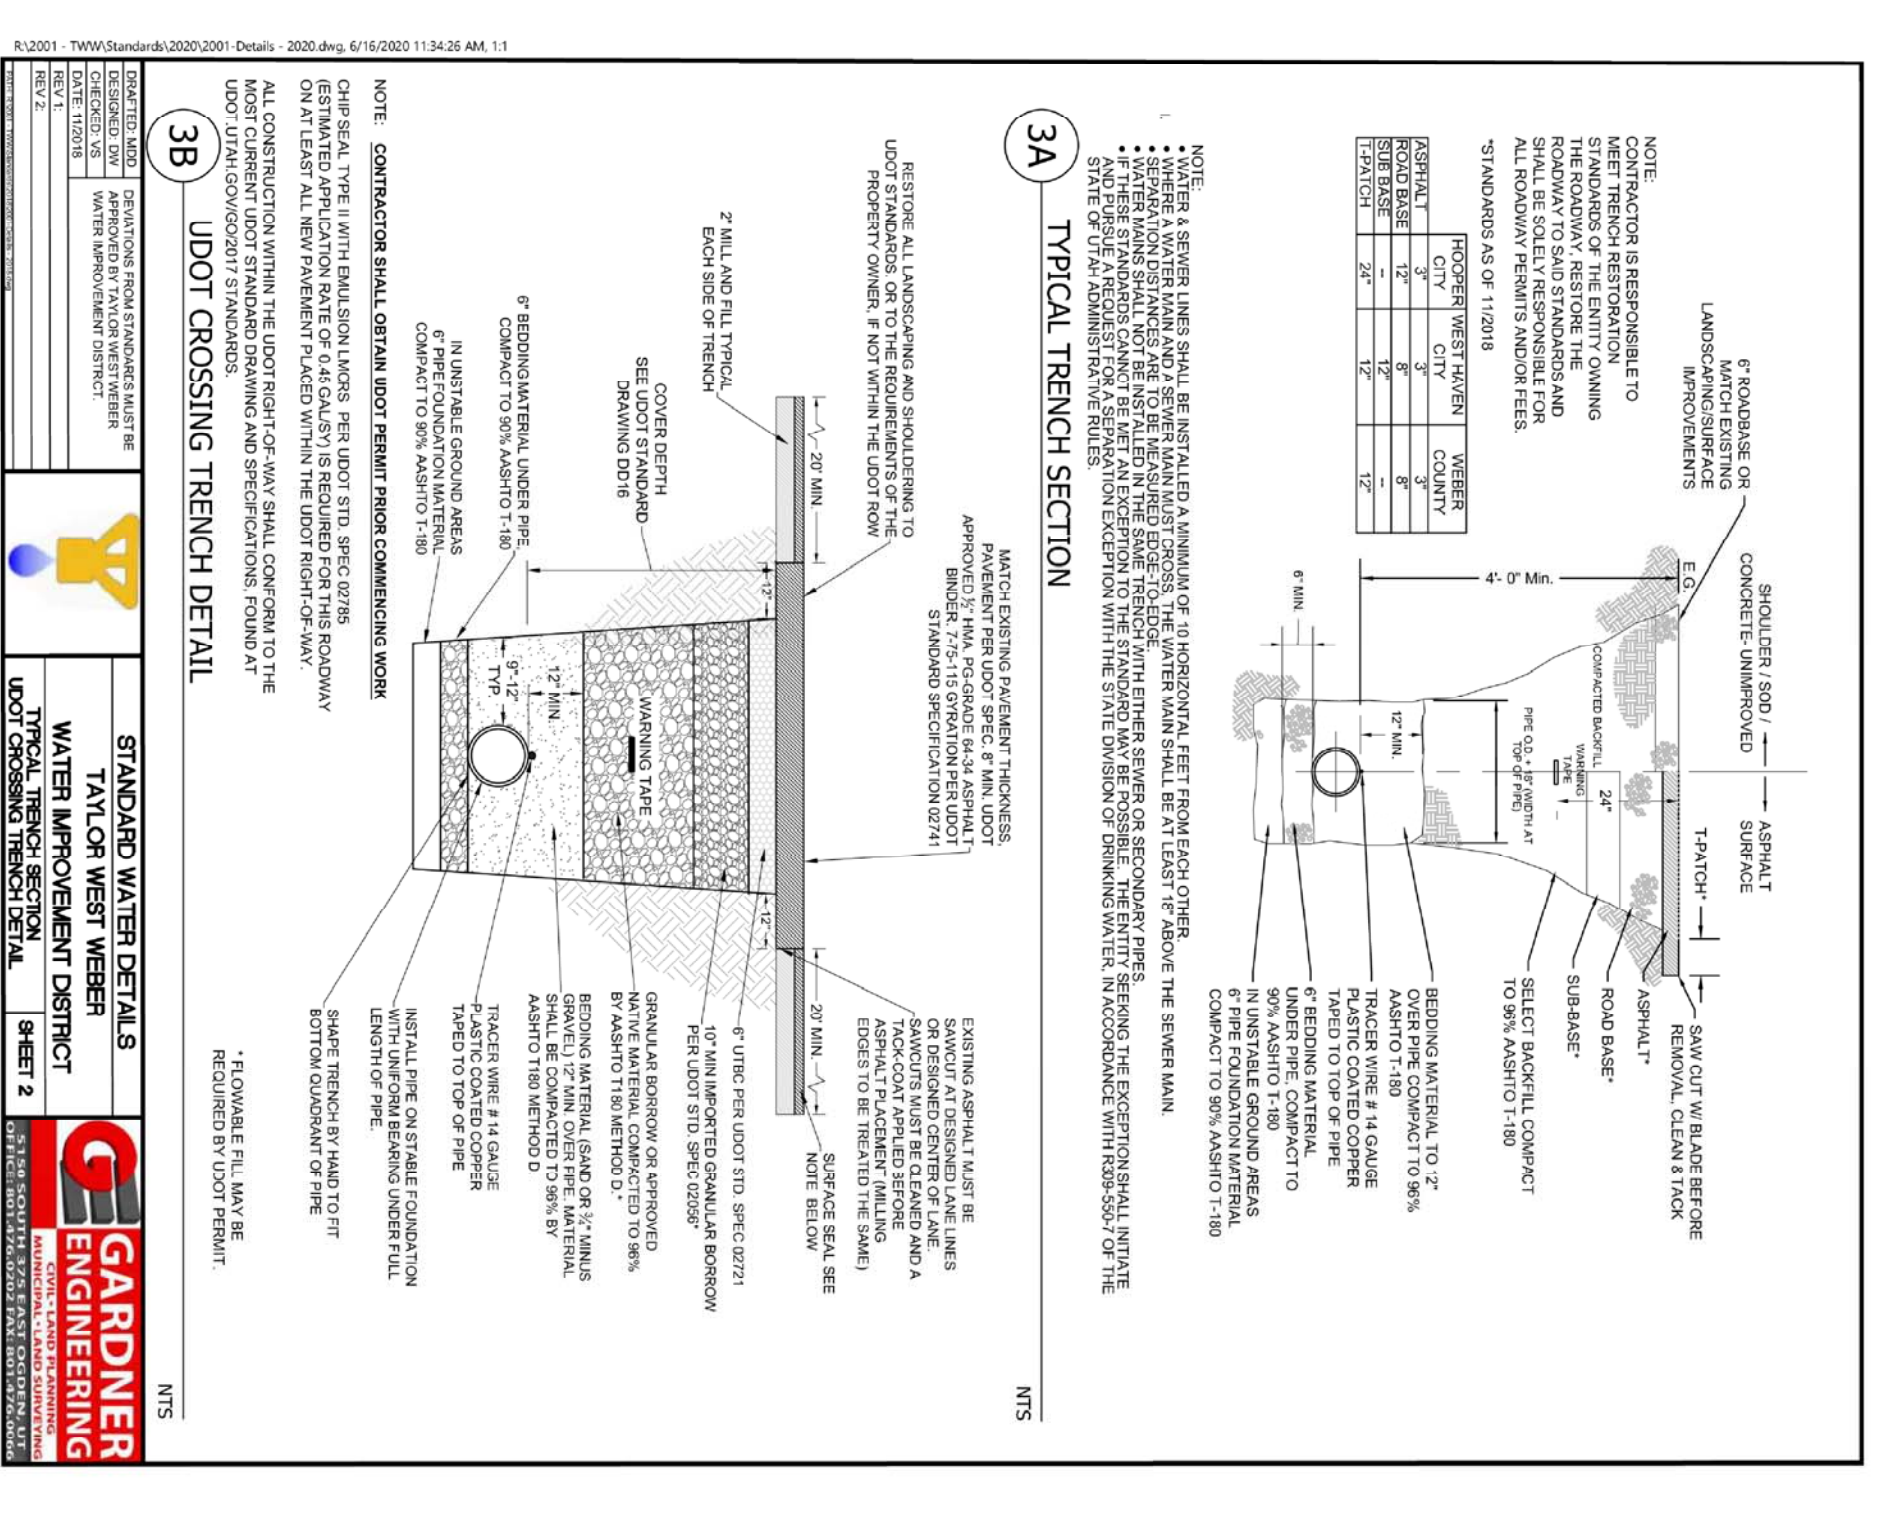 R:\2001 - TWW\Standards\2020\2001-Details - 2020.dwg, 6/16/2020 11:34:26 AM, 1:1
SHOULDER / SOD /
CONCRETE- UNIMPROVED
ASPHALT
SURFACE
6" ROADBASE OR
MATCH EXISTING
LANDSCAPING/SURFACE
IMPROVEMENTS
E.G.
T-PATCH*
SAW CUT W/ BLADE BEFORE
REMOVAL, CLEAN & TACK
ASPHALT*
ROAD BASE*
SUB-BASE*
SELECT BACKFILL COMPACT
TO 96% AASHTO T-180
BEDDING MATERIAL TO 12"
OVER PIPE COMPACT TO 96%
AASHTO T-180
TRACER WIRE # 14 GAUGE
PLASTIC COATED COPPER
TAPED TO TOP OF PIPE
6" BEDDING MATERIAL
UNDER PIPE, COMPACT TO
90% AASHTO T-180
IN UNSTABLE GROUND AREAS
6" PIPE FOUNDATION MATERIAL
COMPACT TO 90% AASHTO T-180
4'- 0" Min.
COMPACTED BACKFILL
24"
WARNING
TAPE
PIPE O.D. + 18" (WIDTH AT
TOP OF PIPE)
12" MIN.
6" MIN.
NOTE:
CONTRACTOR IS RESPONSIBLE TO
MEET TRENCH RESTORATION
STANDARDS OF THE ENTITY OWNING
THE ROADWAY, RESTORE THE
ROADWAY TO SAID STANDARDS AND
SHALL BE SOLELY RESPONSIBLE FOR
ALL ROADWAY PERMITS AND/OR FEES.
*STANDARDS AS OF 11/2018
HOOPER CITY WEST HAVEN CITY WEBER COUNTY
ASPHALT 3" 3" 3"
ROAD BASE 12" 8" 8"
SUB BASE -- 12" --
T-PATCH 24" 12" 12"
NOTE:
• WATER & SEWER LINES SHALL BE INSTALLED A MINIMUM OF 10 HORIZONTAL FEET FROM EACH OTHER.
• WHERE A WATER MAIN AND A SEWER MAIN MUST CROSS, THE WATER MAIN SHALL BE AT LEAST 18" ABOVE THE SEWER MAIN.
• SEPARATION DISTANCES ARE TO BE MEASURED EDGE-TO-EDGE.
• WATER MAINS SHALL NOT BE INSTALLED IN THE SAME TRENCH WITH EITHER SEWER OR SECONDARY PIPES.
• IF THESE STANDARDS CANNOT BE MET AN EXCEPTION TO THE STANDARD MAY BE POSSIBLE. THE ENTITY SEEKING THE EXCEPTION SHALL INITIATE
AND PURSUE A REQUEST FOR A SEPARATION EXCEPTION WITH THE STATE DIVISION OF DRINKING WATER, IN ACCORDANCE WITH R309-550-7 OF THE
STATE OF UTAH ADMINISTRATIVE RULES.
3A TYPICAL TRENCH SECTION
NTS
MATCH EXISTING PAVEMENT THICKNESS,
PAVEMENT PER UDOT SPEC. 8" MIN. UDOT
APPROVED ½" HMA. PG-GRADE 64-34 ASPHALT
BINDER, 7-75-115 GYRATION PER UDOT
STANDARD SPECIFICATION 02741
RESTORE ALL LANDSCAPING AND SHOULDERING TO
UDOT STANDARDS. OR TO THE REQUIREMENTS OF THE
PROPERTY OWNER, IF NOT WITHIN THE UDOT ROW
EXISTING ASPHALT MUST BE
SAWCUT AT DESIGNED LANE LINES
OR DESIGNED CENTER OF LANE.
SAWCUTS MUST BE CLEANED AND A
TACK-COAT APPLIED BEFORE
ASPHALT PLACEMENT (MILLING
EDGES TO BE TREATED THE SAME)
20' MIN.
20' MIN.
SURFACE SEAL SEE
NOTE BELOW
2" MILL AND FILL TYPICAL
EACH SIDE OF TRENCH
12"
12"
COVER DEPTH
SEE UDOT STANDARD
DRAWING DD16
WARNING TAPE
12" MIN.
9"-12"
TYP.
6" BEDDING MATERIAL UNDER PIPE,
COMPACT TO 90% AASHTO T-180
IN UNSTABLE GROUND AREAS
6" PIPE FOUNDATION MATERIAL
COMPACT TO 90% AASHTO T-180
6" UTBC PER UDOT STD. SPEC 02721
10" MIN IMPORTED GRANULAR BORROW
PER UDOT STD. SPEC 02056*
GRANULAR BORROW OR APPROVED
NATIVE MATERIAL COMPACTED TO 96%
BY AASHTO T180 METHOD D.*
BEDDING MATERIAL (SAND OR ¾" MINUS
GRAVEL) 12" MIN. OVER PIPE. MATERIAL
SHALL BE COMPACTED TO 96% BY
AASHTO T180 METHOD D
TRACER WIRE # 14 GAUGE
PLASTIC COATED COPPER
TAPED TO TOP OF PIPE
INSTALL PIPE ON STABLE FOUNDATION
WITH UNIFORM BEARING UNDER FULL
LENGTH OF PIPE.
SHAPE TRENCH BY HAND TO FIT
BOTTOM QUADRANT OF PIPE
* FLOWABLE FILL MAY BE
REQUIRED BY UDOT PERMIT.
NOTE: CONTRACTOR SHALL OBTAIN UDOT PERMIT PRIOR COMMENCING WORK
CHIP SEAL TYPE II WITH EMULSION LMCRS PER UDOT STD. SPEC 02785
(ESTIMATED APPLICATION RATE OF 0.45 GAL/SY) IS REQUIRED FOR THIS ROADWAY
ON AT LEAST ALL NEW PAVEMENT PLACED WITHIN THE UDOT RIGHT-OF-WAY.
ALL CONSTRUCTION WITHIN THE UDOT RIGHT-OF-WAY SHALL CONFORM TO THE
MOST CURRENT UDOT STANDARD DRAWING AND SPECIFICATIONS, FOUND AT
UDOT.UTAH.GOV/GO/2017 STANDARDS.
3B UDOT CROSSING TRENCH DETAIL
NTS
DRAFTED: MDD
DESIGNED: DW
CHECKED: VS
DATE: 11/2018
REV 1:
REV 2:
DEVIATIONS FROM STANDARDS MUST BE
APPROVED BY TAYLOR WEST WEBER
WATER IMPROVEMENT DISTRCT.
STANDARD WATER DETAILS
TAYLOR WEST WEBER
WATER IMPROVEMENT DISTRICT
TYPICAL TRENCH SECTION
UDOT CROSSING TRENCH DETAIL
SHEET 2
GARDNER
ENGINEERING
CIVIL•LAND PLANNING
MUNICIPAL•LAND SURVEYING
5150 SOUTH 375 EAST OGDEN, UT
OFFICE: 801.476.0202 FAX: 801.476.0066